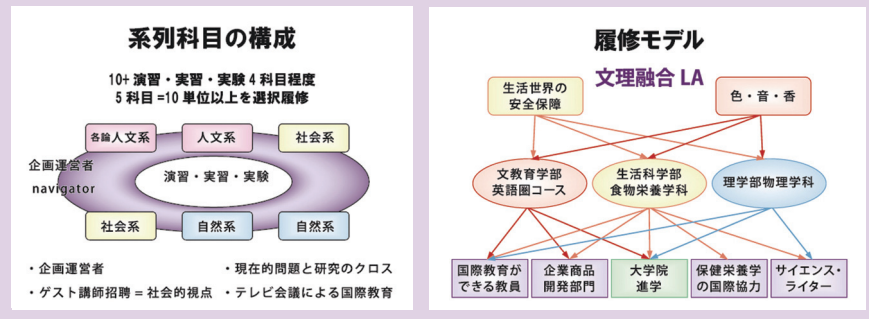 系列科目の構成
10+ 演習・実習・実験 4 科目程度
5 科目 =10 単位以上を選択履修
各論人文系
人文系
社会系
企画運営者
navigator
演習・実習・実験
社会系
自然系
自然系
・企画運営者
・現在的問題と研究のクロス
・ゲスト講師招聘 = 社会的視点
・テレビ会議による国際教育
履修モデル
文理融合 LA
生活世界の
安全保障
色・音・香
文教育学部
英語圏コース
生活科学部
食物栄養学科
理学部物理学科
国際教育が
できる教員
企業商品
開発部門
大学院
進学
保健栄養学
の国際協力
サイエンス・
ライター